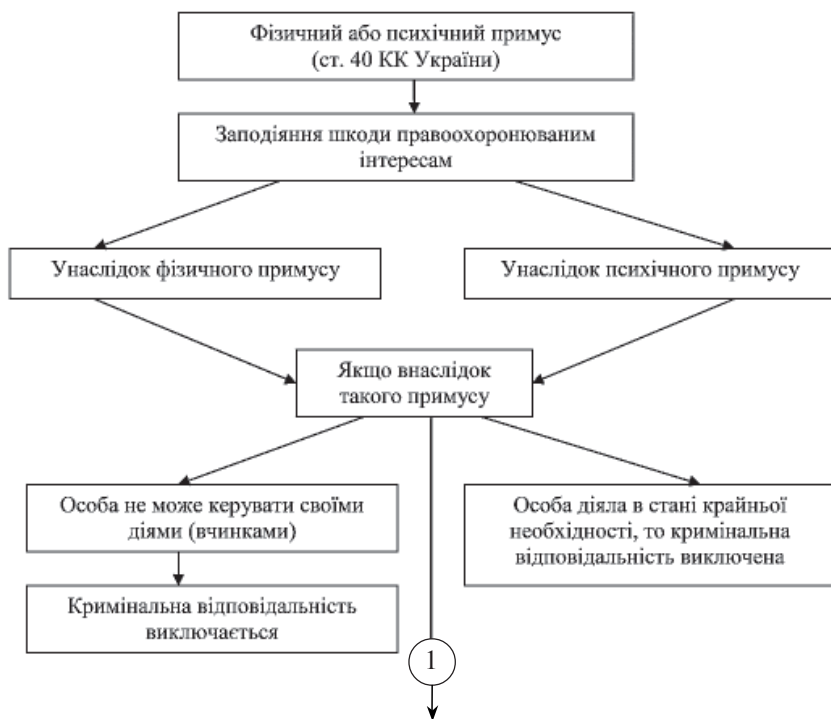 Фізичний або психічний примус
(ст. 40 КК України)
Заподіяння шкоди правоохоронюваним
інтересам
Унаслідок фізичного примусу
Унаслідок психічного примусу
Якщо внаслідок
такого примусу
Особа не може керувати своїми
діями (вчинками)
Особа діяла в стані крайньої
необхідності, то кримінальна
відповідальність виключена
Кримінальна відповідальність
виключається
1